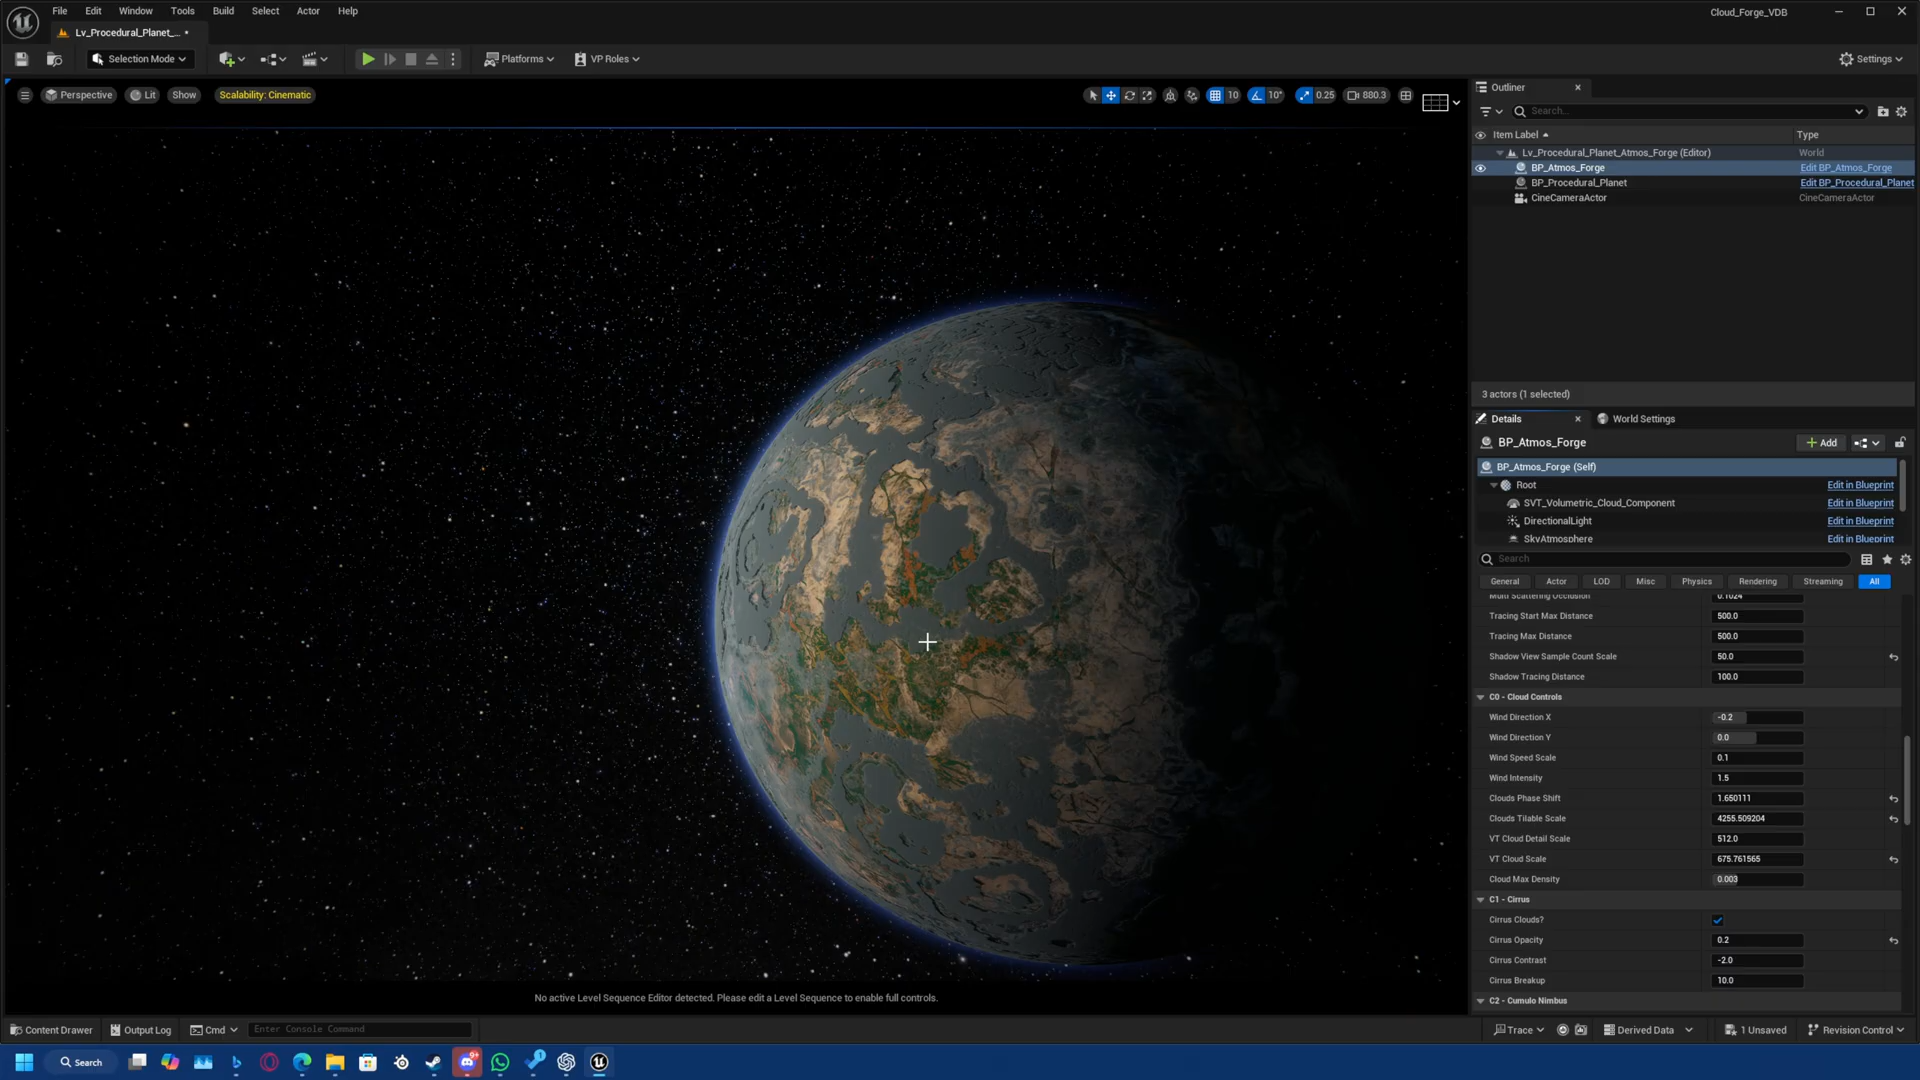 File Edit Window Tools Build Select Actor Help
Cloud_Forge_VDB
Lv_Procedural_Planet_... •
Selection Mode
Platforms
VP Roles
Settings
Perspective Lit Show Scalability: Cinematic
10 10° 0.25 880.3
Outliner
Search...
Item Label Type
Lv_Procedural_Planet_Atmos_Forge (Editor) World
BP_Atmos_Forge Edit BP_Atmos_Forge
BP_Procedural_Planet Edit BP_Procedural_Planet
CineCameraActor CineCameraActor
3 actors (1 selected)
Details World Settings
BP_Atmos_Forge Add
BP_Atmos_Forge (Self)
Root Edit in Blueprint
SVT_Volumetric_Cloud_Component Edit in Blueprint
DirectionalLight Edit in Blueprint
SkyAtmosphere Edit in Blueprint
Search
General Actor LOD Misc Physics Rendering Streaming All
Multi Scattering Occlusion 0.1024
Tracing Start Max Distance 500.0
Tracing Max Distance 500.0
Shadow View Sample Count Scale 50.0
Shadow Tracing Distance 100.0
C0 - Cloud Controls
Wind Direction X -0.2
Wind Direction Y 0.0
Wind Speed Scale 0.1
Wind Intensity 1.5
Clouds Phase Shift 1.650111
Clouds Tilable Scale 4255.509204
VT Cloud Detail Scale 512.0
VT Cloud Scale 675.761565
Cloud Max Density 0.003
C1 - Cirrus
Cirrus Clouds?
Cirrus Opacity 0.2
Cirrus Contrast -2.0
Cirrus Breakup 10.0
C2 - Cumulo Nimbus
No active Level Sequence Editor detected. Please edit a Level Sequence to enable full controls.
Content Drawer Output Log Cmd Enter Console Command
Trace Derived Data 1 Unsaved Revision Control
Search